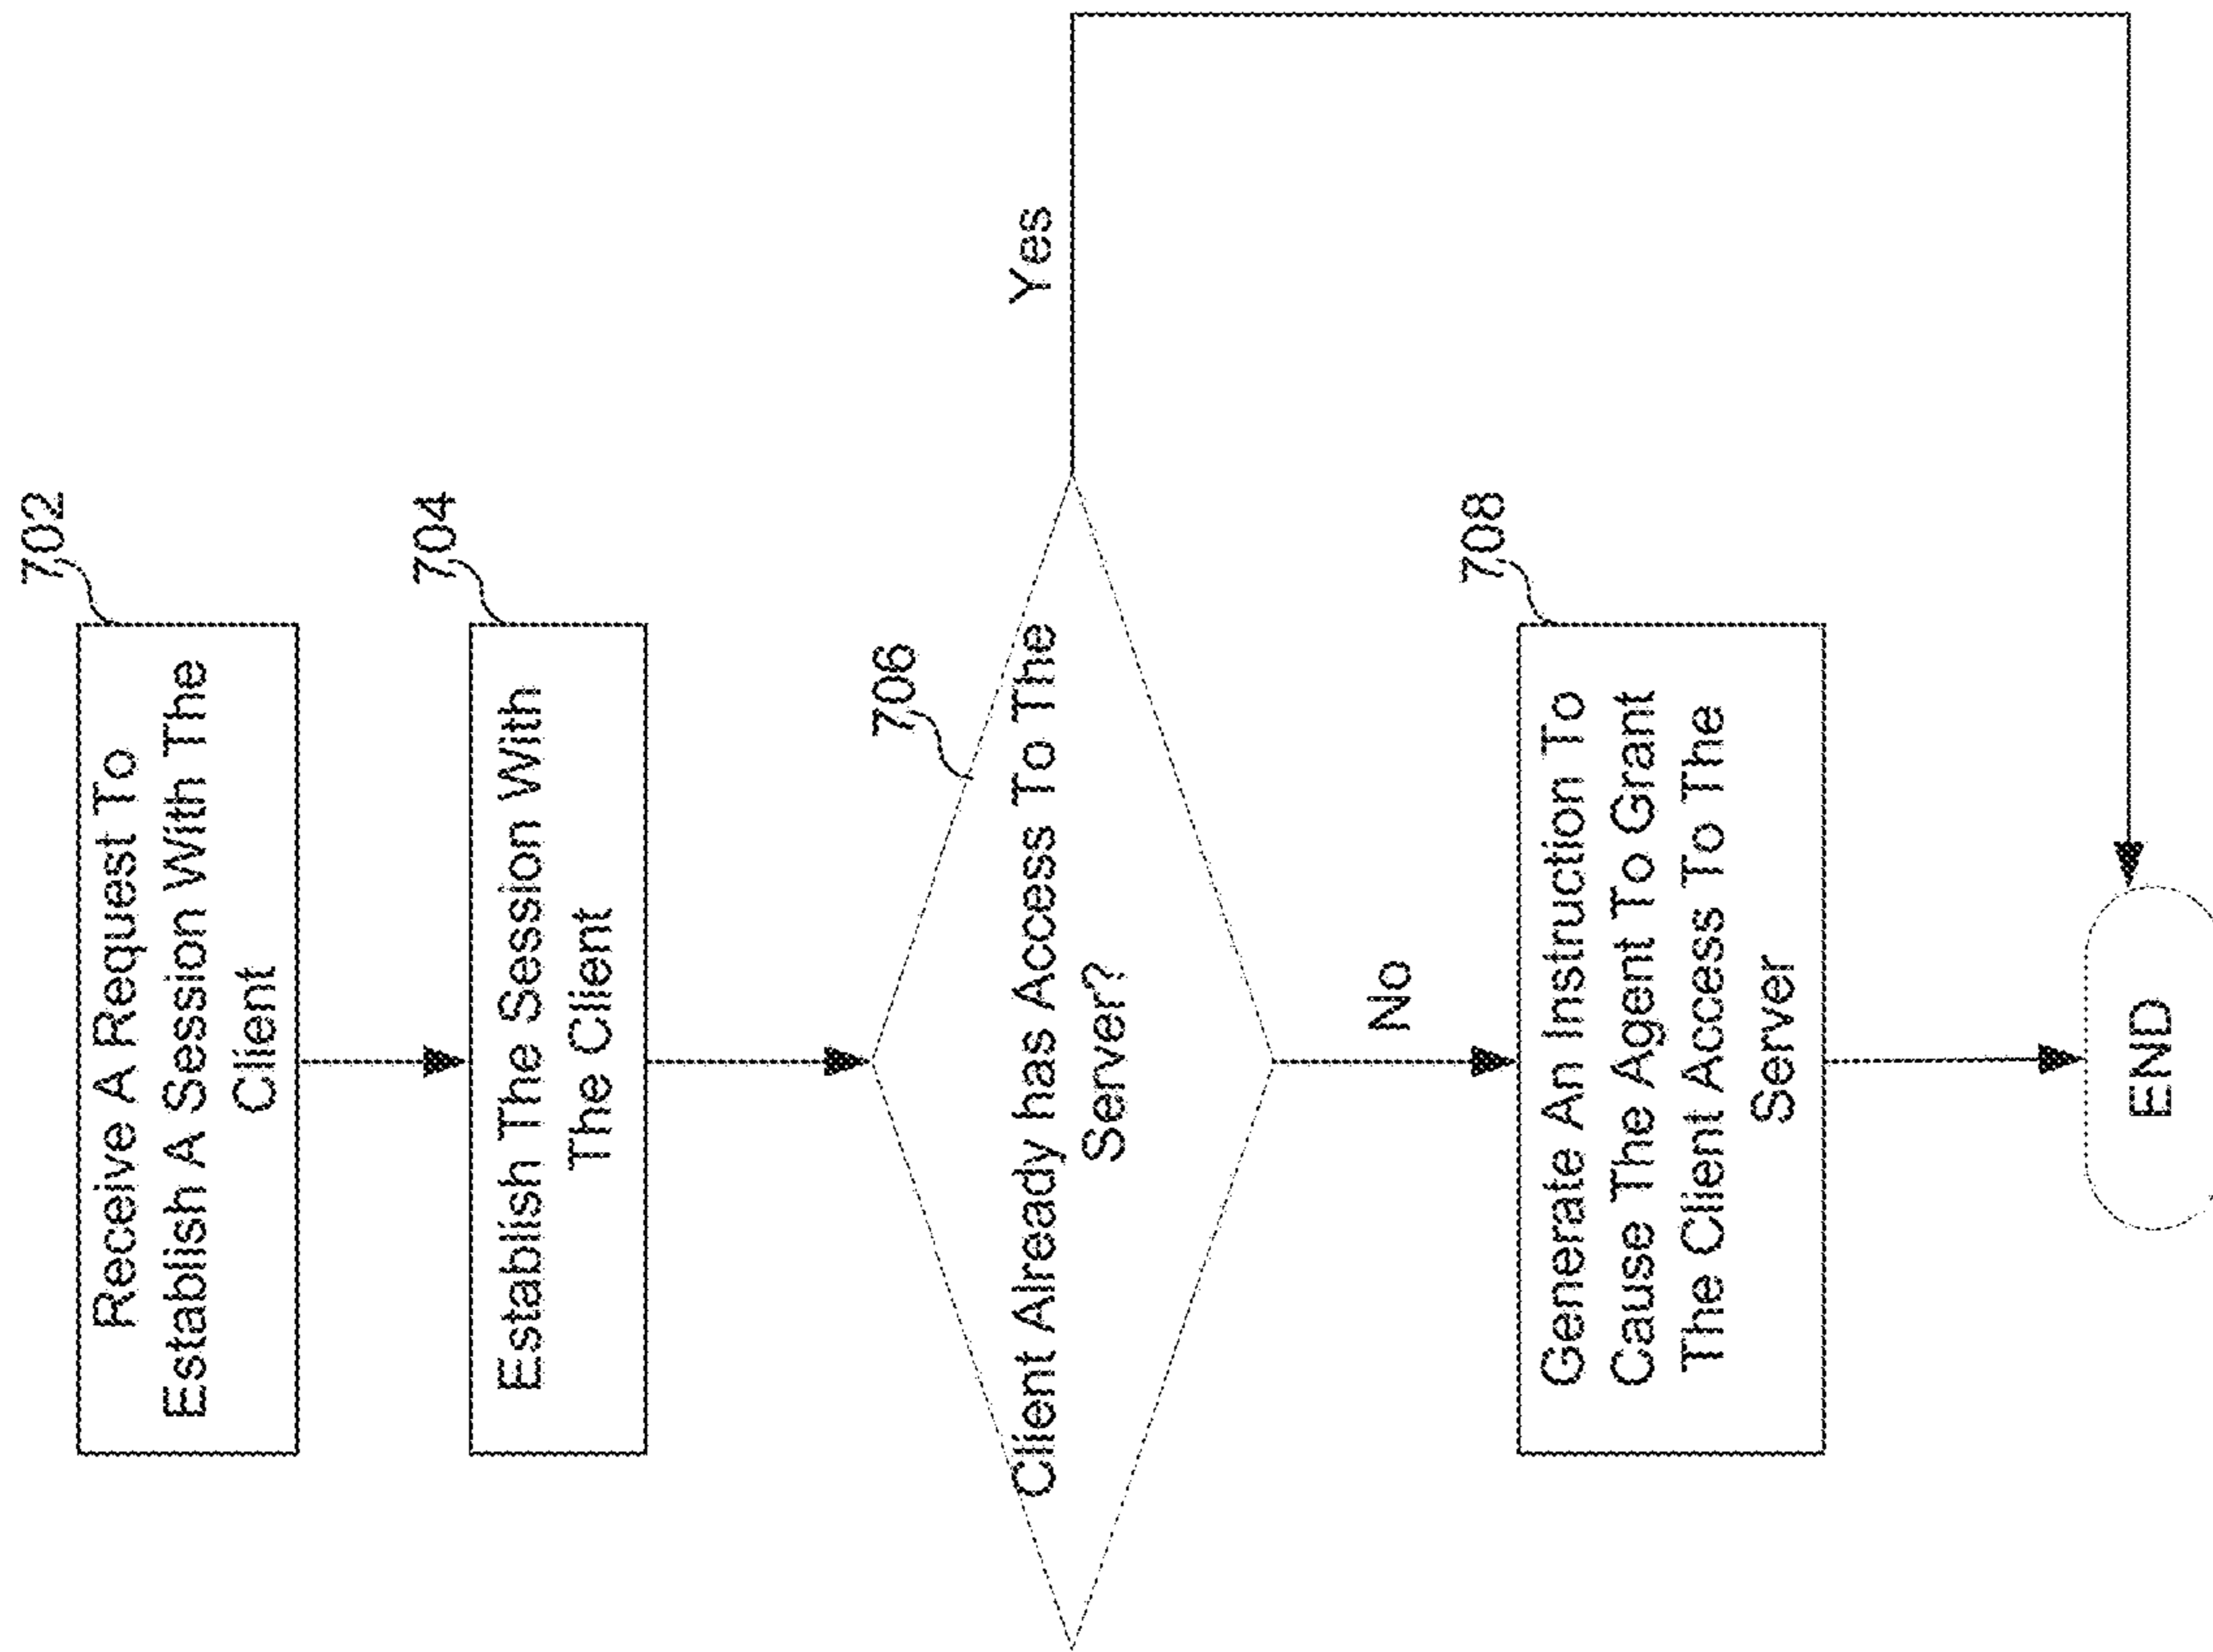 702
Receive A Request To
Establish A Session With The
Client
704
Establish The Session With
The Client
706
Client Already has Access To The
Server?
Yes
No
708
Generate An Instruction To
Cause The Agent To Grant
The Client Access To The
Server
END